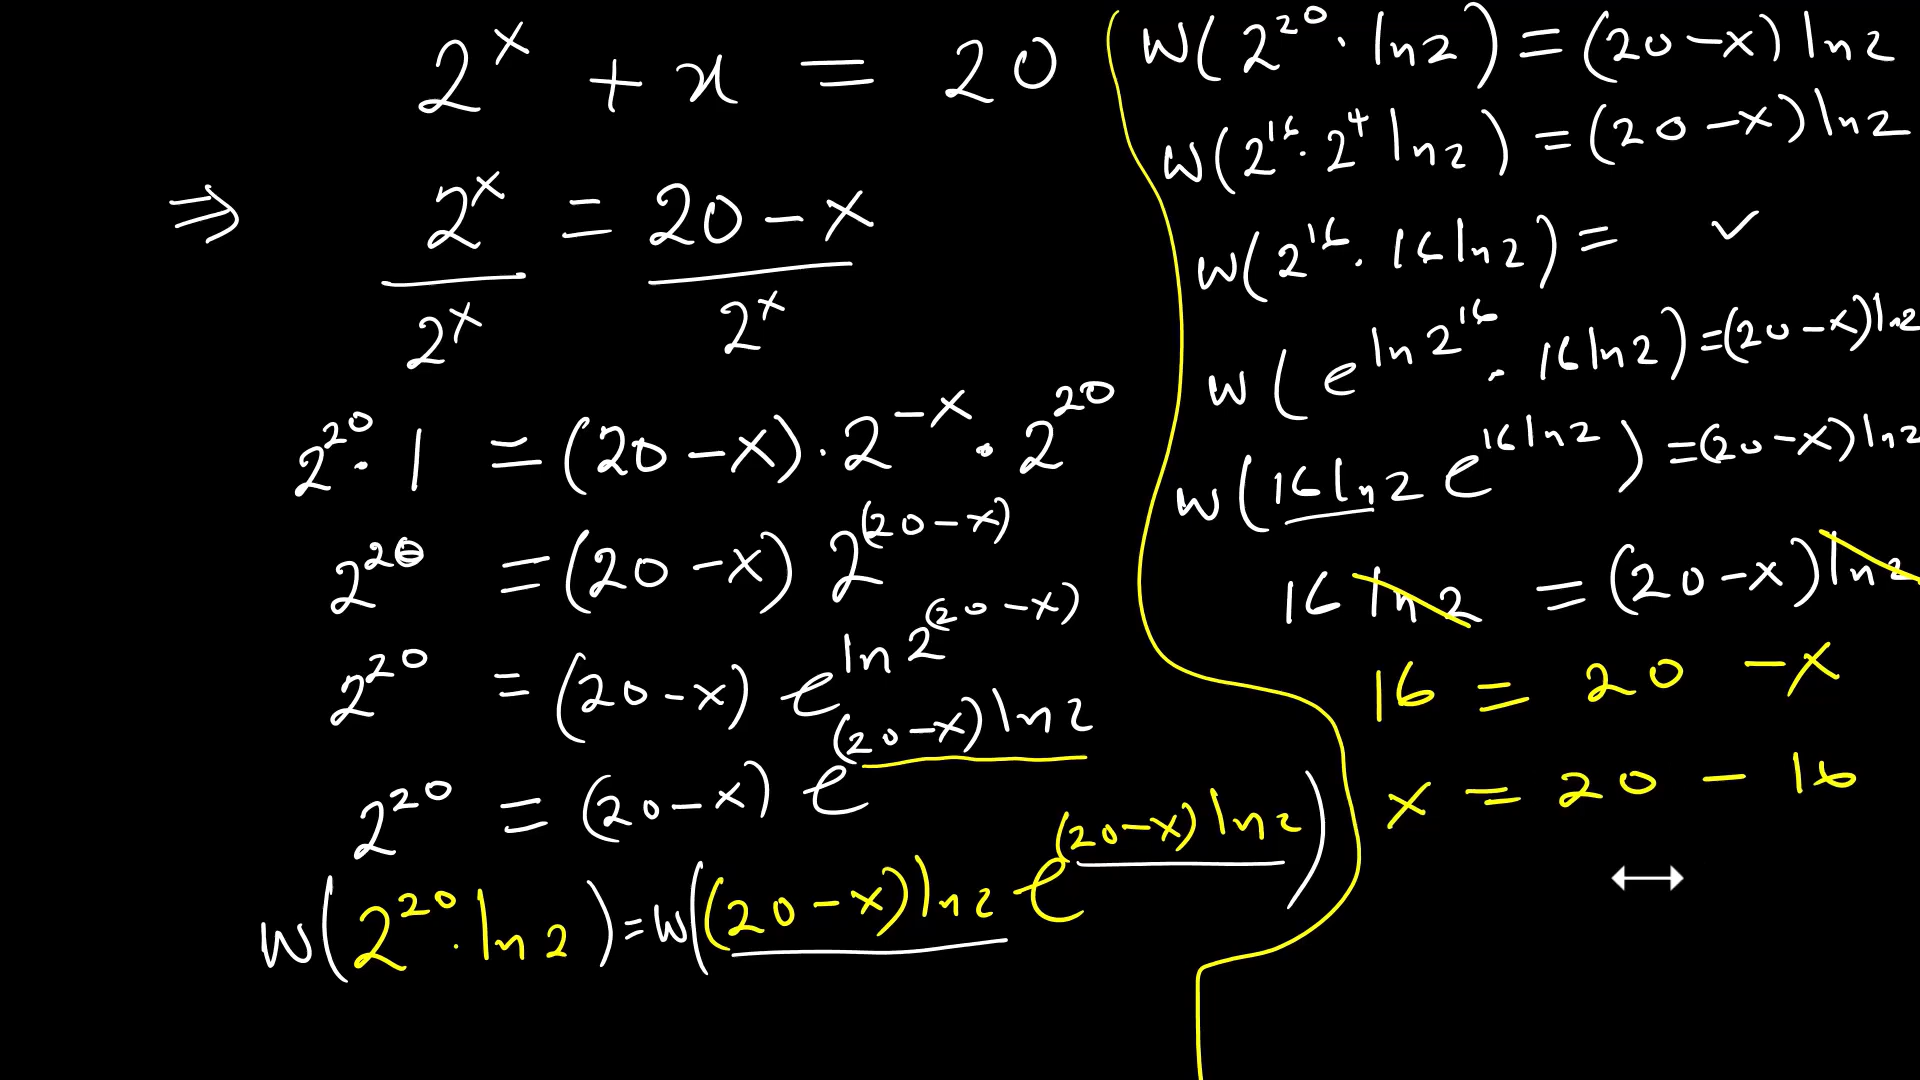 2^x + x = 20
⇒ 2^x/2^x = (20 - x)/2^x
2^20 · 1 = (20 - x) · 2^-x · 2^20
2^20 = (20 - x) 2^(20 - x)
2^20 = (20 - x) e^ln 2^(20 - x)
2^20 = (20 - x) e^(20 - x) ln 2
W(2^20 · ln 2) = W((20 - x) ln 2 e^(20 - x) ln 2)
W(2^20 · ln 2) = (20 - x) ln 2
W(2^16 · 2^4 ln 2) = (20 - x) ln 2
W(2^16 · 16 ln 2) = ✓
W(e^ln 2^16 · 16 ln 2) = (20 - x) ln 2
W(16 ln 2 e^16 ln 2) = (20 - x) ln 2
16 ln 2 = (20 - x) ln 2
16 = 20 - x
x = 20 - 16